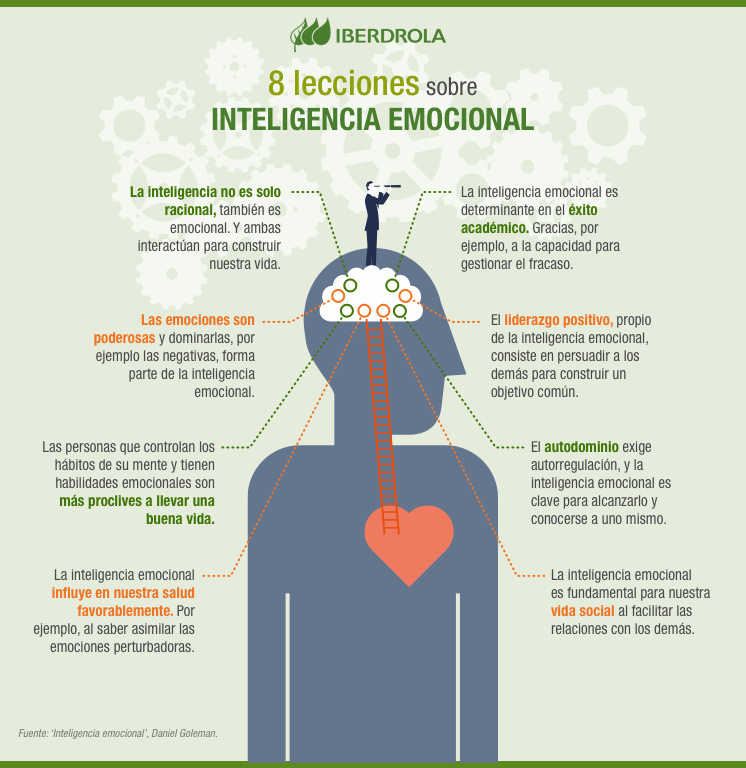 IBERDROLA
8 lecciones sobre
INTELIGENCIA EMOCIONAL
La inteligencia no es solo
racional, también es
emocional. Y ambas
interactúan para construir
nuestra vida.
La inteligencia emocional es
determinante en el éxito
académico. Gracias, por
ejemplo, a la capacidad para
gestionar el fracaso.
Las emociones son
poderosas y dominarlas, por
ejemplo las negativas, forma
parte de la inteligencia
emocional.
El liderazgo positivo, propio
de la inteligencia emocional,
consiste en persuadir a los
demás para construir un
objetivo común.
Las personas que controlan los
hábitos de su mente y tienen
habilidades emocionales son
más proclives a llevar una
buena vida.
El autodominio exige
autorregulación, y la
inteligencia emocional es
clave para alcanzarlo y
conocerse a uno mismo.
La inteligencia emocional
influye en nuestra salud
favorablemente. Por
ejemplo, al saber asimilar las
emociones perturbadoras.
La inteligencia emocional
es fundamental para nuestra
vida social al facilitar las
relaciones con los demás.
Fuente: ‘Inteligencia emocional’, Daniel Goleman.